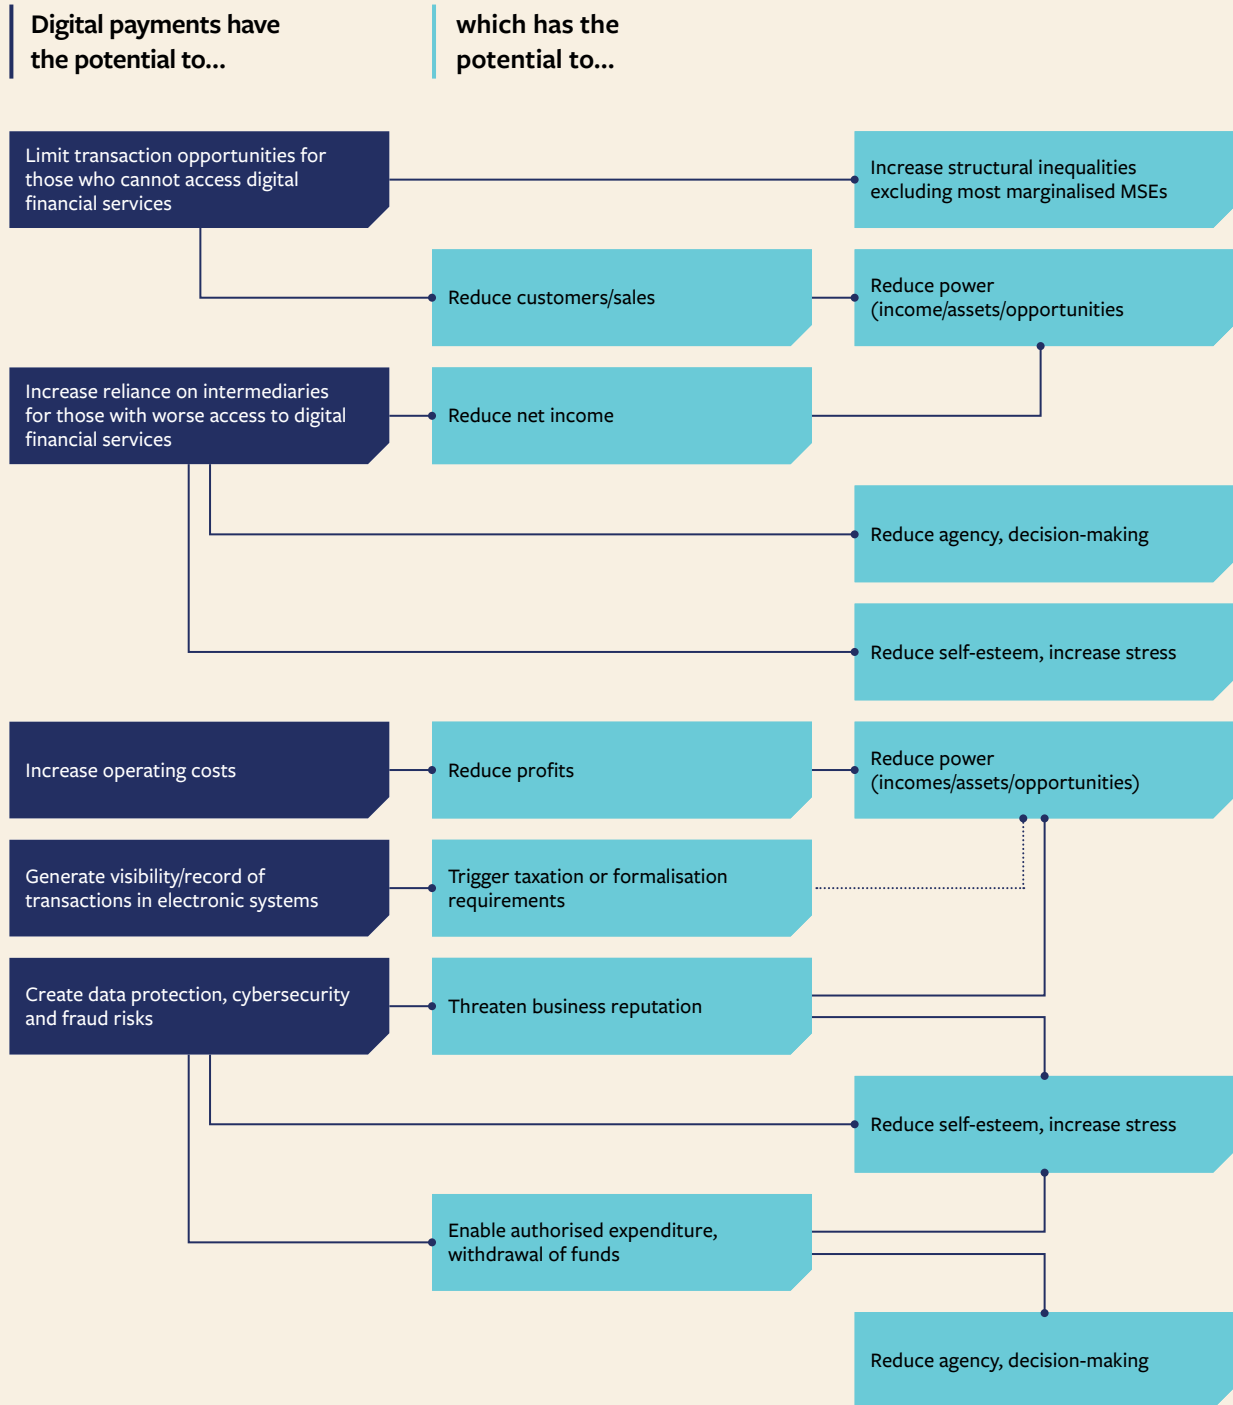 Digital payments have
the potential to...
which has the
potential to...
Limit transaction opportunities for
those who cannot access digital
financial services
Increase structural inequalities
excluding most marginalised MSEs
Reduce customers/sales
Reduce power
(income/assets/opportunities
Increase reliance on intermediaries
for those with worse access to digital
financial services
Reduce net income
Reduce agency, decision-making
Reduce self-esteem, increase stress
Increase operating costs
Reduce profits
Reduce power
(incomes/assets/opportunities)
Generate visibility/record of
transactions in electronic systems
Trigger taxation or formalisation
requirements
Create data protection, cybersecurity
and fraud risks
Threaten business reputation
Reduce self-esteem, increase stress
Enable authorised expenditure,
withdrawal of funds
Reduce agency, decision-making